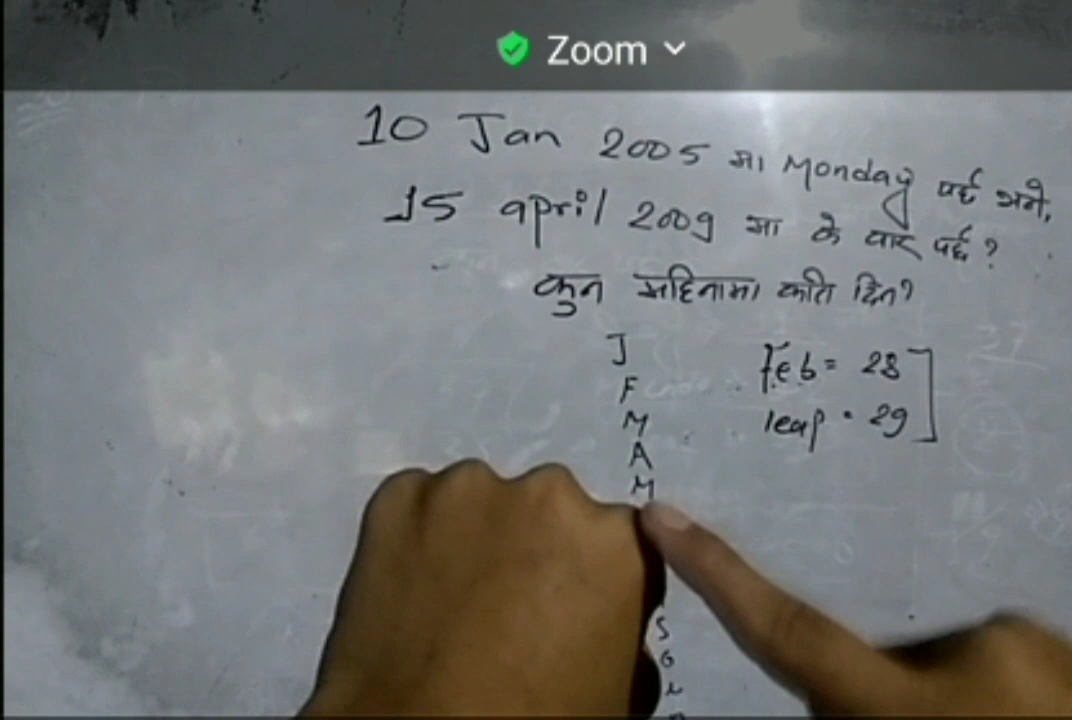 Zoom
10 Jan 2005 मा Monday पर्छ भने,
15 april 2009 मा के वार पर्छ?
कुन महिनामा कति दिन?
J
F
M
A
M
S
O
Feb = 28
leap = 29